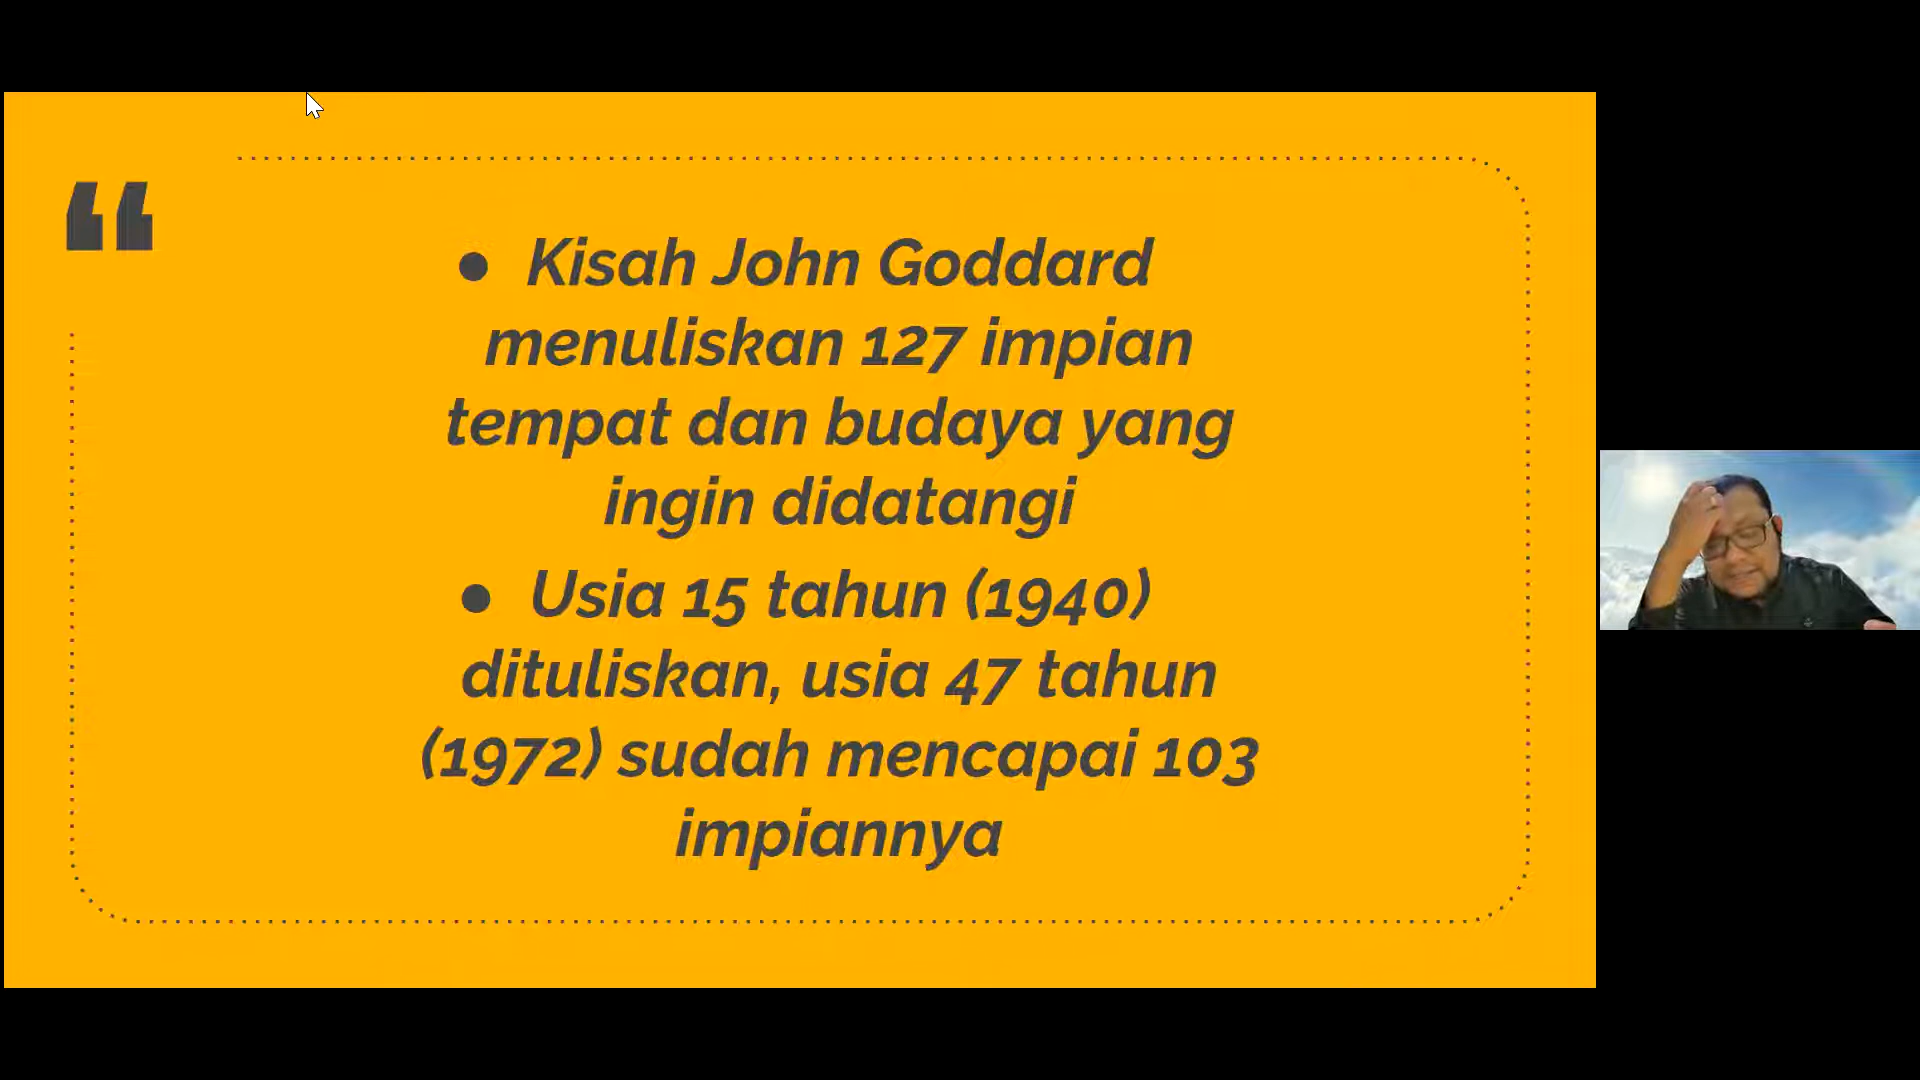 “
● Kisah John Goddard
menuliskan 127 impian
tempat dan budaya yang
ingin didatangi
● Usia 15 tahun (1940)
dituliskan, usia 47 tahun
(1972) sudah mencapai 103
impiannya